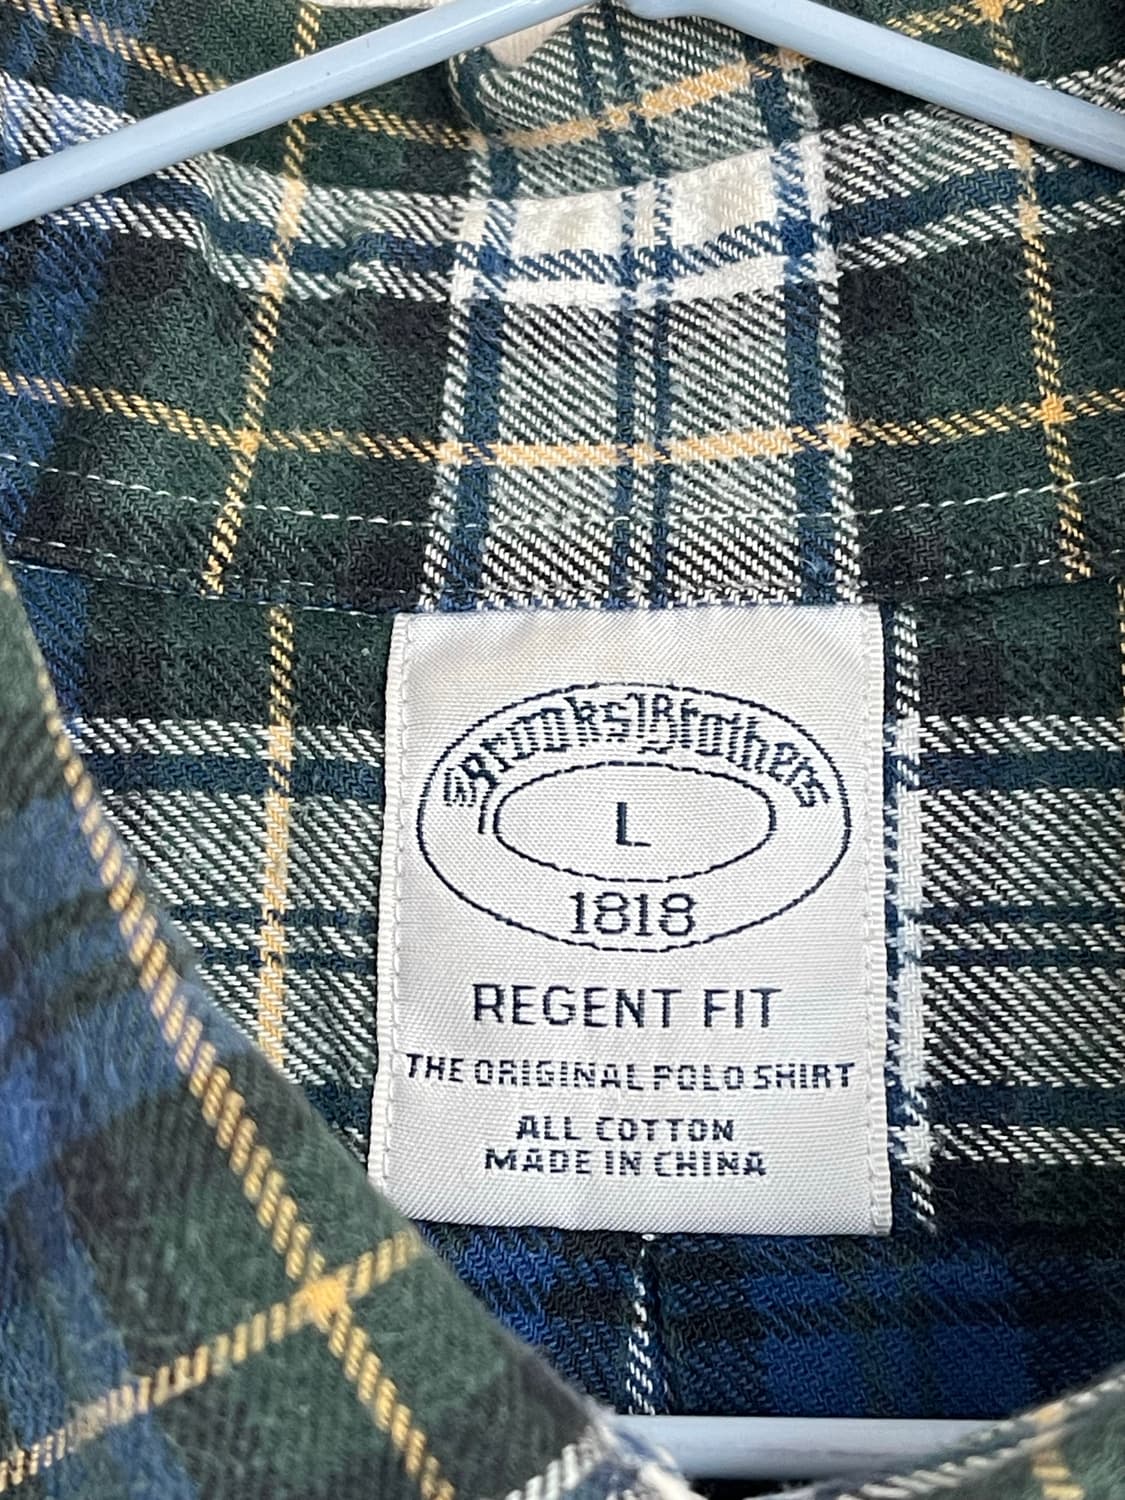 Brooks Brothers
L
1818
REGENT FIT
THE ORIGINAL POLO SHIRT
ALL COTTON
MADE IN CHINA